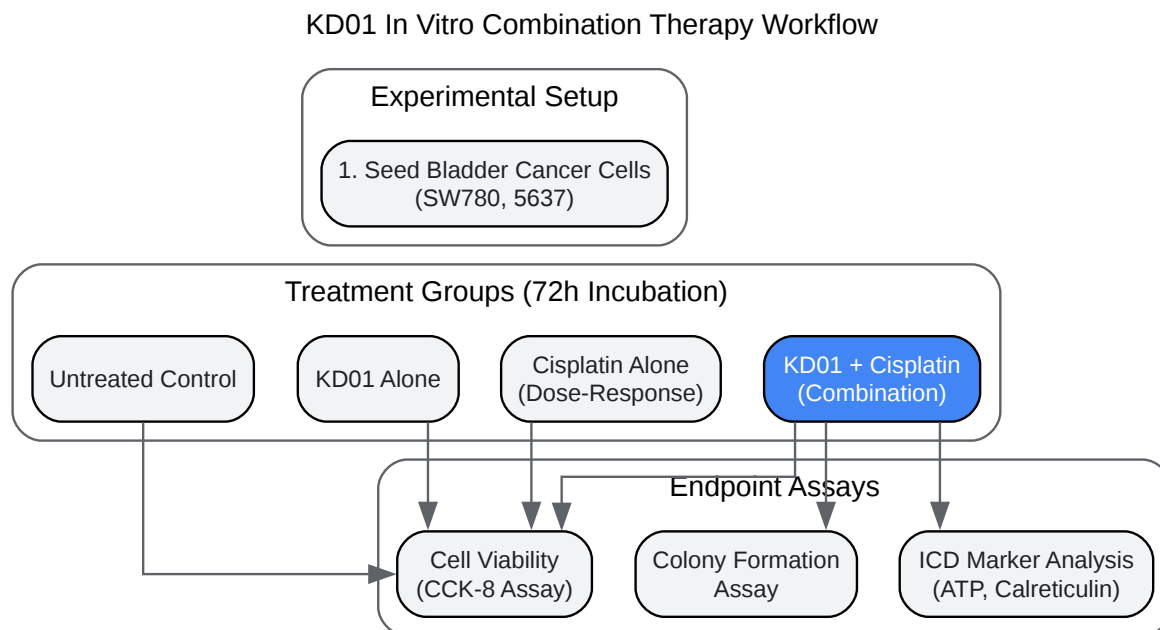 KD01 In Vitro Combination Therapy Workflow
Experimental Setup
1. Seed Bladder Cancer Cells
(SW780, 5637)
Treatment Groups (72h Incubation)
Untreated Control
KD01 Alone
Cisplatin Alone
(Dose-Response)
KD01 + Cisplatin
(Combination)
Endpoint Assays
Cell Viability
(CCK-8 Assay)
Colony Formation
Assay
ICD Marker Analysis
(ATP, Calreticulin)